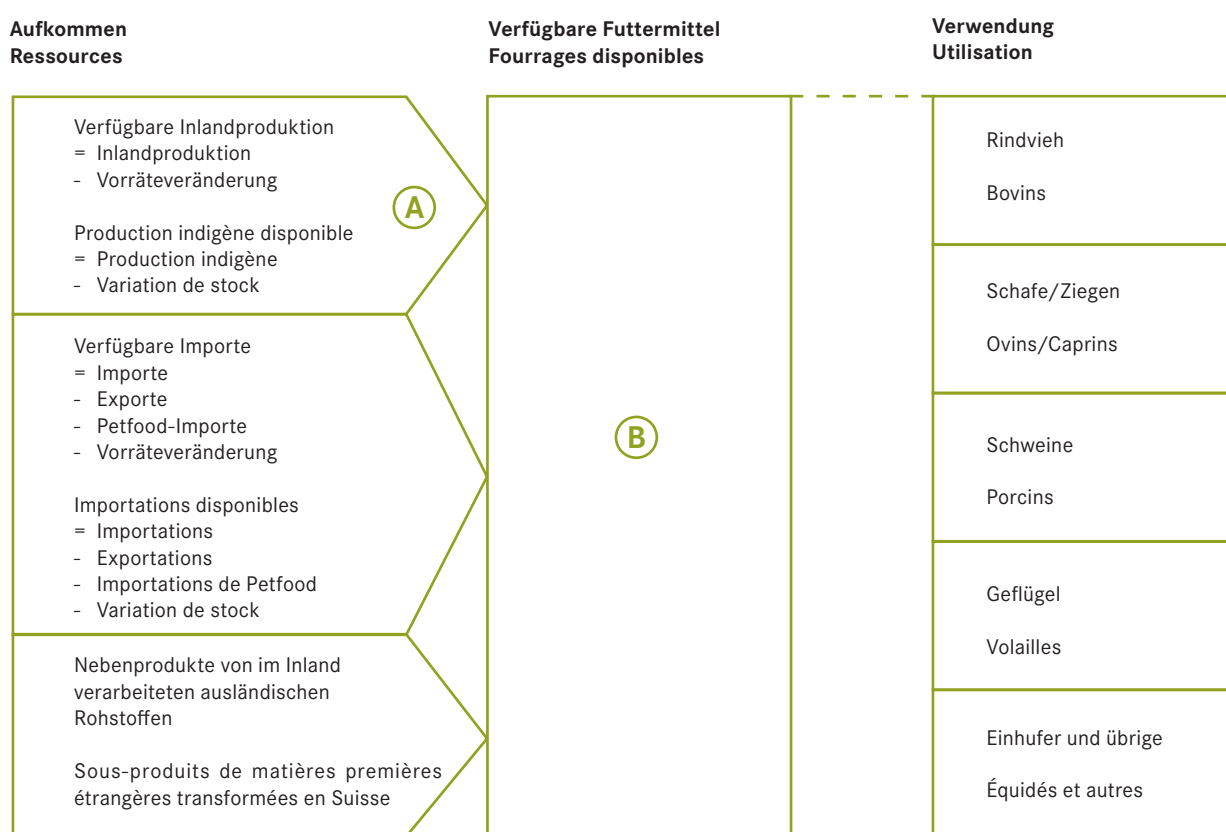 Aufkommen
Ressources
Verfügbare Futtermittel
Fourrages disponibles
Verwendung
Utilisation
Verfügbare Inlandproduktion
= Inlandproduktion
- Vorräteveränderung
Production indigène disponible
= Production indigène
- Variation de stock
A
Verfügbare Importe
= Importe
- Exporte
- Petfood-Importe
- Vorräteveränderung
Importations disponibles
= Importations
- Exportations
- Importations de Petfood
- Variation de stock
Nebenprodukte von im Inland
verarbeiteten ausländischen
Rohstoffen
Sous-produits de matières premières
étrangères transformées en Suisse
B
Rindvieh
Bovins
Schafe/Ziegen
Ovins/Caprins
Schweine
Porcins
Geflügel
Volailles
Einhufer und übrige
Équidés et autres